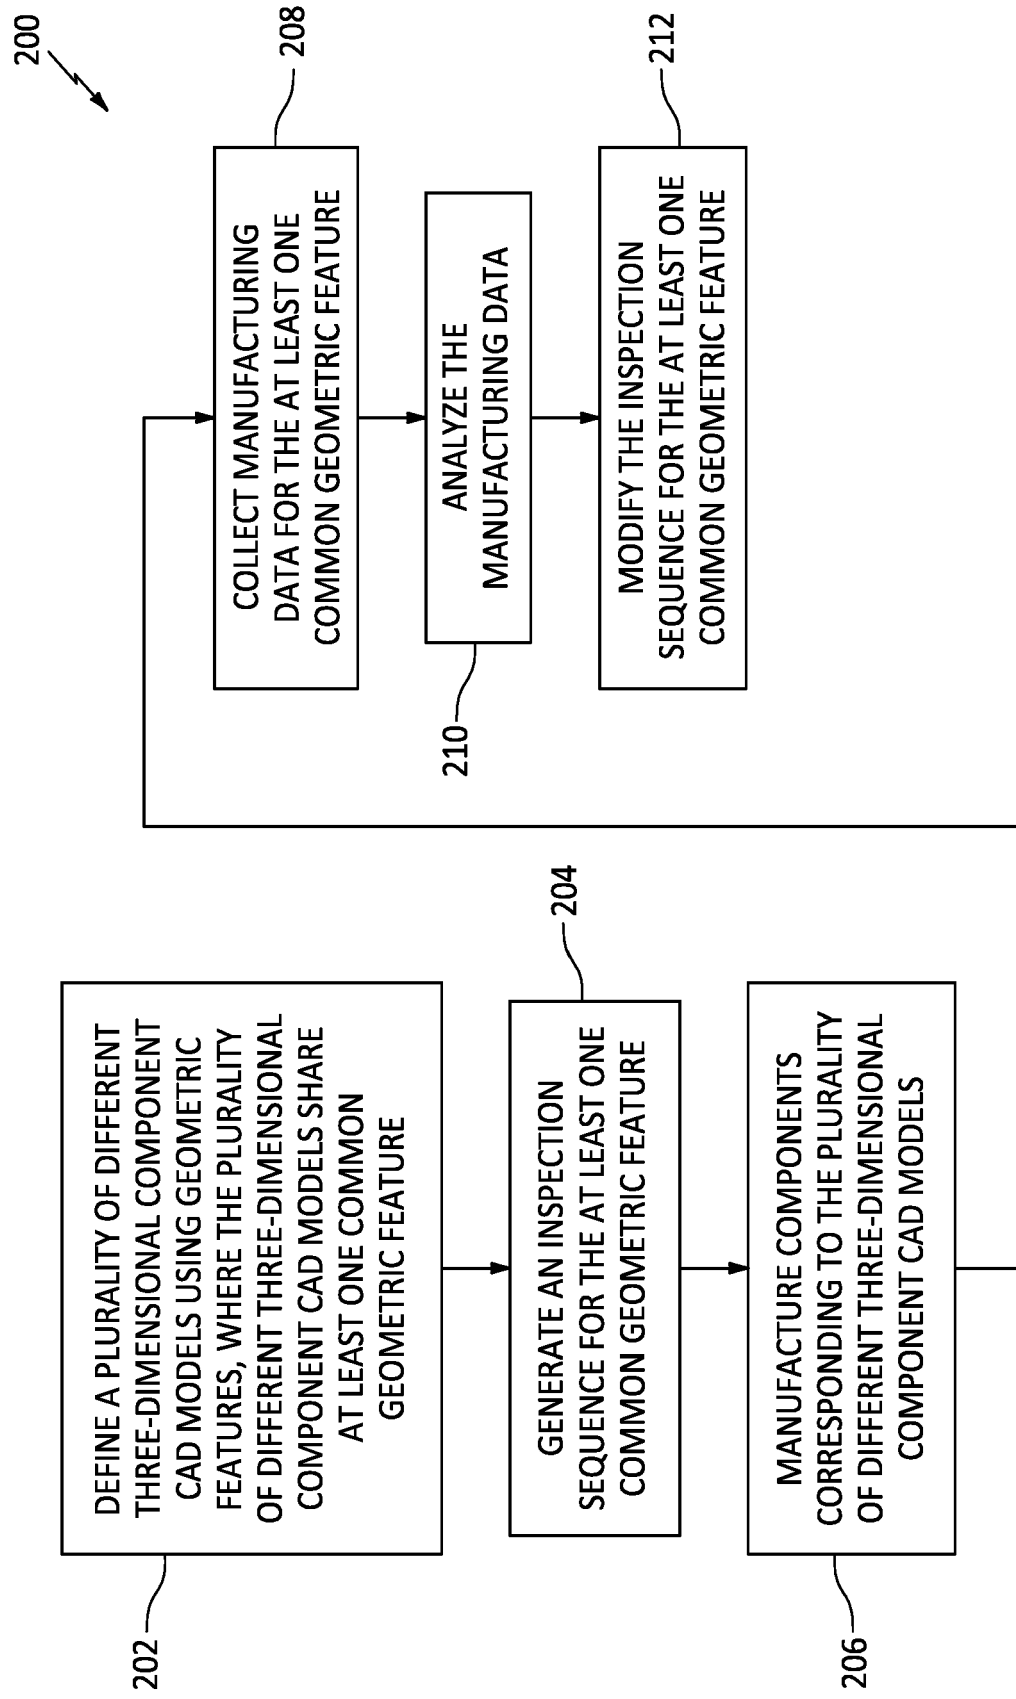 200
202
DEFINE A PLURALITY OF DIFFERENT
THREE-DIMENSIONAL COMPONENT
CAD MODELS USING GEOMETRIC
FEATURES, WHERE THE PLURALITY
OF DIFFERENT THREE-DIMENSIONAL
COMPONENT CAD MODELS SHARE
AT LEAST ONE COMMON
GEOMETRIC FEATURE
204
GENERATE AN INSPECTION
SEQUENCE FOR THE AT LEAST ONE
COMMON GEOMETRIC FEATURE
206
MANUFACTURE COMPONENTS
CORRESPONDING TO THE PLURALITY
OF DIFFERENT THREE-DIMENSIONAL
COMPONENT CAD MODELS
208
COLLECT MANUFACTURING
DATA FOR THE AT LEAST ONE
COMMON GEOMETRIC FEATURE
210
ANALYZE THE
MANUFACTURING DATA
212
MODIFY THE INSPECTION
SEQUENCE FOR THE AT LEAST ONE
COMMON GEOMETRIC FEATURE